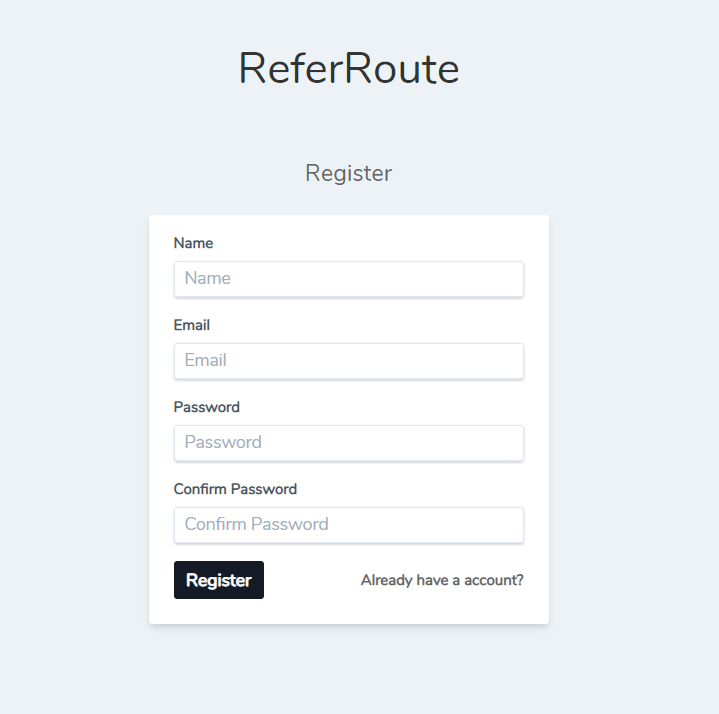 ReferRoute
Register
Name
Name
Email
Email
Password
Password
Confirm Password
Confirm Password
Register Already have a account?